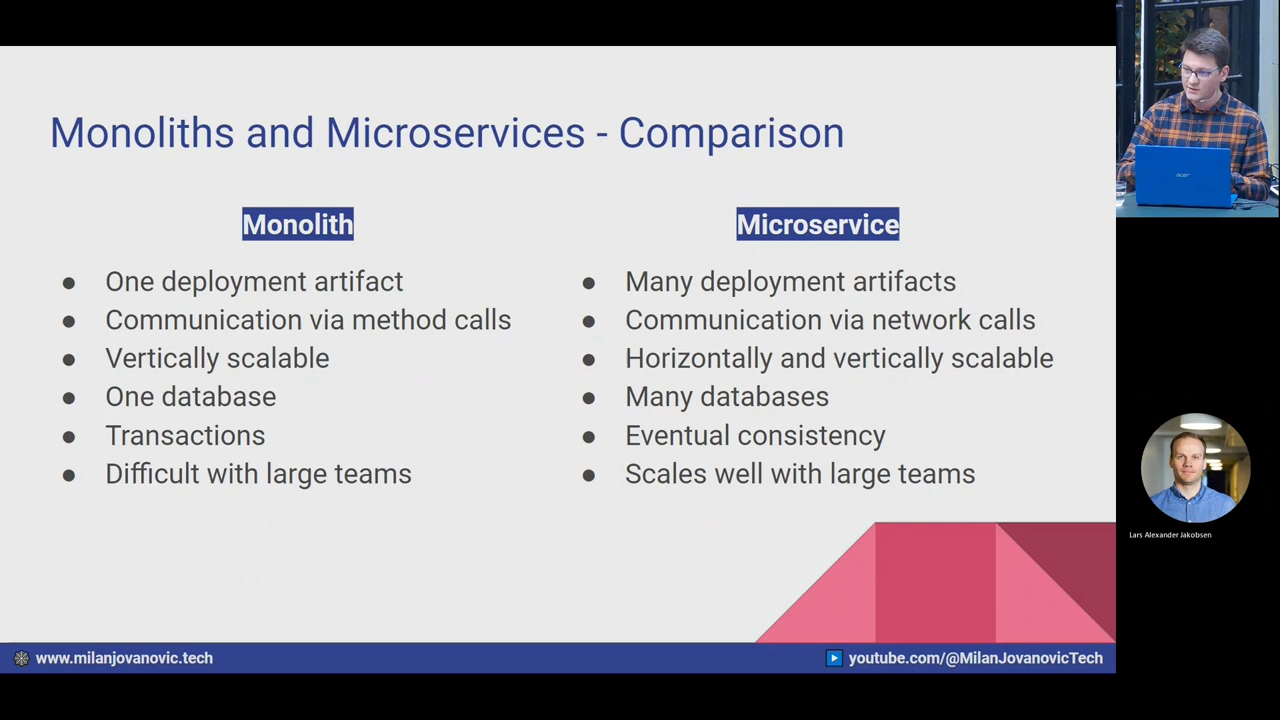 Monoliths and Microservices - Comparison
Monolith
One deployment artifact
Communication via method calls
Vertically scalable
One database
Transactions
Difficult with large teams
Microservice
Many deployment artifacts
Communication via network calls
Horizontally and vertically scalable
Many databases
Eventual consistency
Scales well with large teams
www.milanjovanovic.tech
youtube.com/@MilanJovanovicTech
acer
Lars Alexander Jakobsen